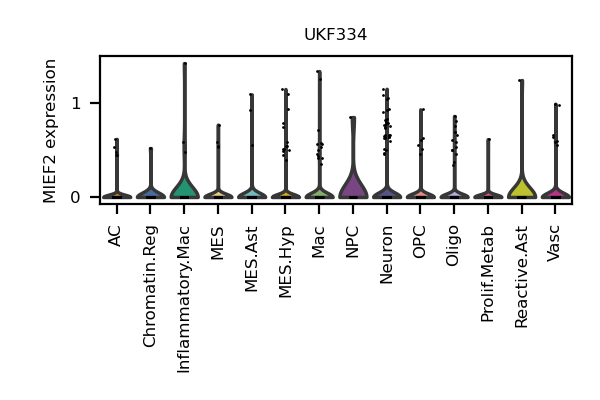 UKF334
MIEF2 expression
1
0
AC
Chromatin.Reg
Inflammatory.Mac
MES
MES.Ast
MES.Hyp
Mac
NPC
Neuron
OPC
Oligo
Prolif.Metab
Reactive.Ast
Vasc